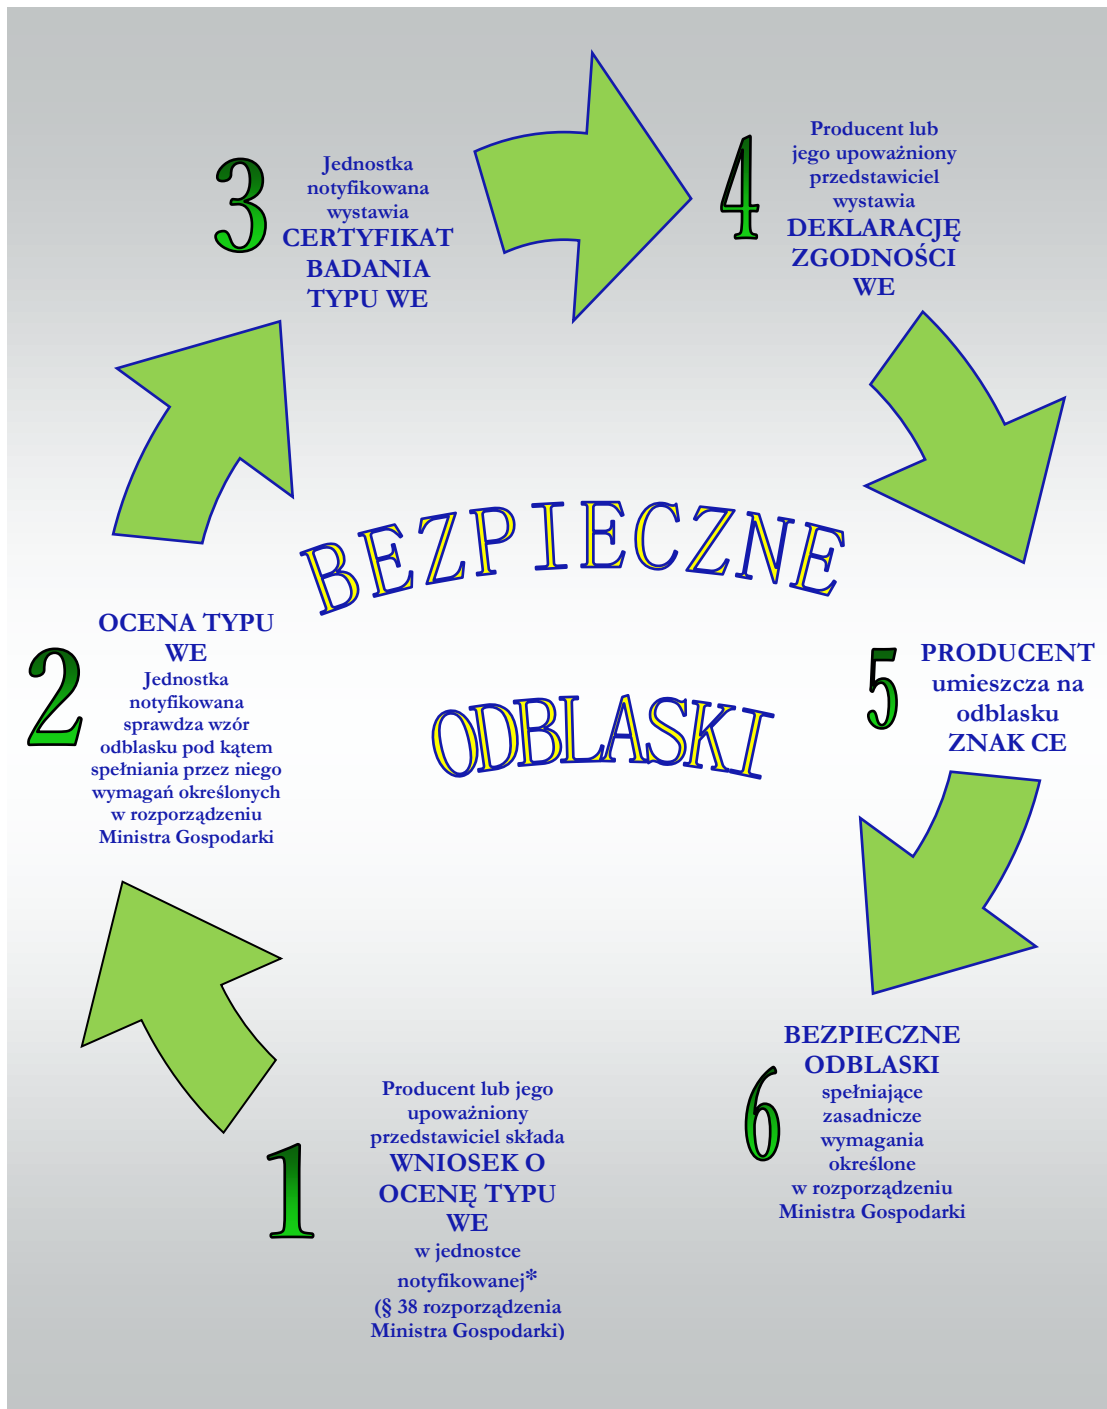 3
Jednostka
notyfikowana
wystawia
CERTYFIKAT
BADANIA
TYPU WE
4
Producent lub
jego upoważniony
przedstawiciel
wystawia
DEKLARACJĘ
ZGODNOŚCI
WE
BEZPIECZNE
ODBLASKI
2
OCENA TYPU
WE
Jednostka
notyfikowana
sprawdza wzór
odblasku pod kątem
spełniania przez niego
wymagań określonych
w rozporządzeniu
Ministra Gospodarki
5
PRODUCENT
umieszcza na
odblasku
ZNAK CE
1
Producent lub jego
upoważniony
przedstawiciel składa
WNIOSEK O
OCENĘ TYPU
WE
w jednostce
notyfikowanej*
(§ 38 rozporządzenia
Ministra Gospodarki)
6
BEZPIECZNE
ODBLASKI
spełniające
zasadnicze
wymagania
określone
w rozporządzeniu
Ministra Gospodarki